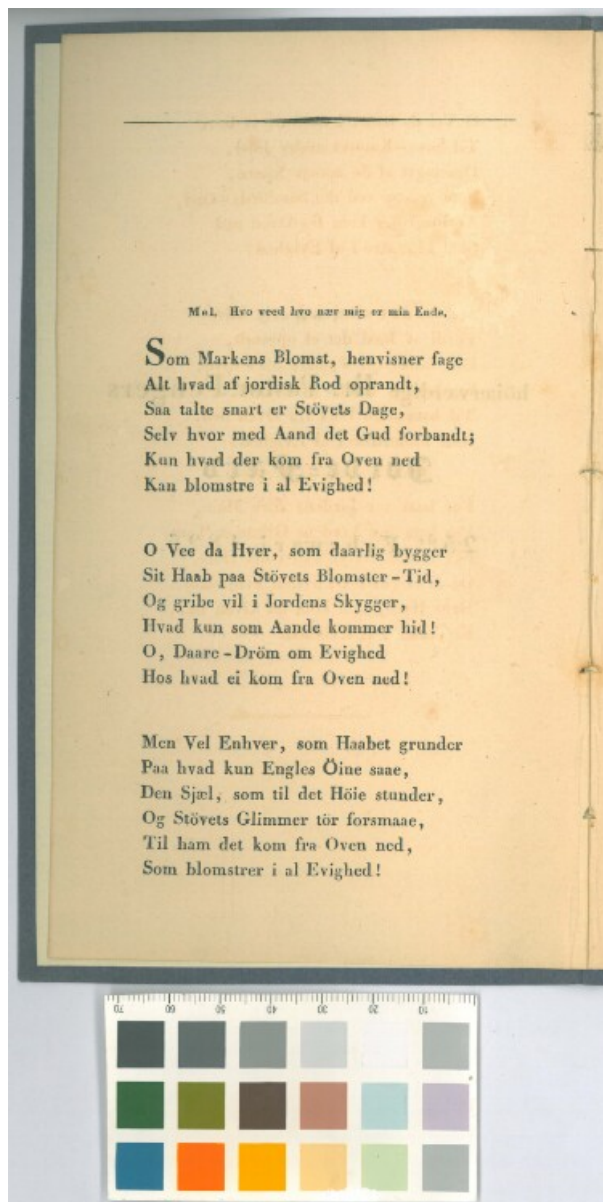 Mel. Hvo veed hvo nær mig er min Ende.
Som Markens Blomst, henvisner fage
Alt hvad af jordisk Rod oprandt,
Saa talte snart er Stövets Dage,
Selv hvor med Aand det Gud forbandt;
Kun hvad der kom fra Oven ned
Kan blomstre i al Evighed!
O Vee da Hver, som daarlig bygger
Sit Haab paa Stövets Blomster-Tid,
Og gribe vil i Jordens Skygger,
Hvad kun som Aande kommer hid!
O, Daare-Dröm om Evighed
Hos hvad ei kom fra Oven ned!
Men Vel Enhver, som Haabet grunder
Paa hvad kun Engles Öine saae,
Den Sjæl, som til det Höie stunder,
Og Stövets Glimmer tör forsmaae,
Til ham det kom fra Oven ned,
Som blomstrer i al Evighed!
70 60 50 40 30 20 10